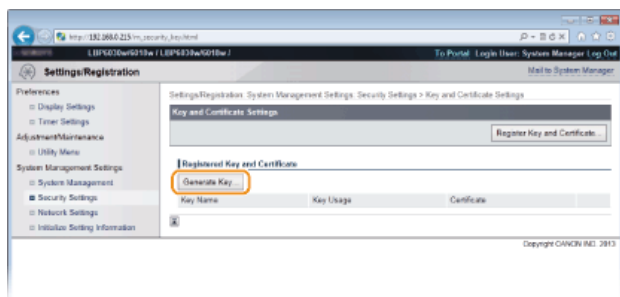 http://192.168.0.215/m_security_key.html
LBP6030w/6018w / LBP6030w/6018w /
To Portal Login User: System Manager Log Out
Settings/Registration
Mail to System Manager
Preferences
Display Settings
Timer Settings
Adjustment/Maintenance
Utility Menu
System Management Settings
System Management
Security Settings
Network Settings
Initialize Setting Information
Settings/Registration: System Management Settings: Security Settings > Key and Certificate Settings
Key and Certificate Settings
Register Key and Certificate...
Registered Key and Certificate
Generate Key...
Key Name Key Usage Certificate
Copyright CANON INC. 2013